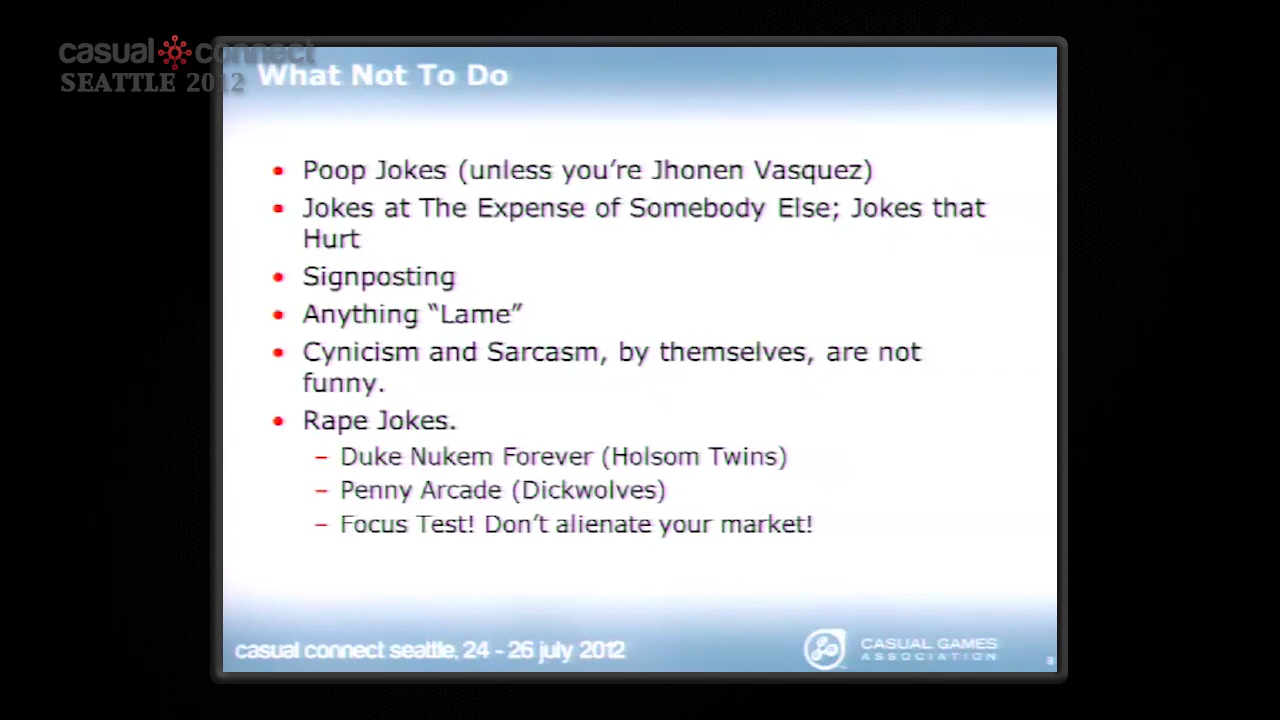 casual connect
SEATTLE 2012
What Not To Do
• Poop Jokes (unless you're Jhonen Vasquez)
• Jokes at The Expense of Somebody Else; Jokes that
Hurt
• Signposting
• Anything “Lame”
• Cynicism and Sarcasm, by themselves, are not
funny.
• Rape Jokes.
– Duke Nukem Forever (Holsom Twins)
– Penny Arcade (Dickwolves)
– Focus Test! Don't alienate your market!
casual connect seattle, 24 - 26 july 2012
CASUAL GAMES
ASSOCIATION
8